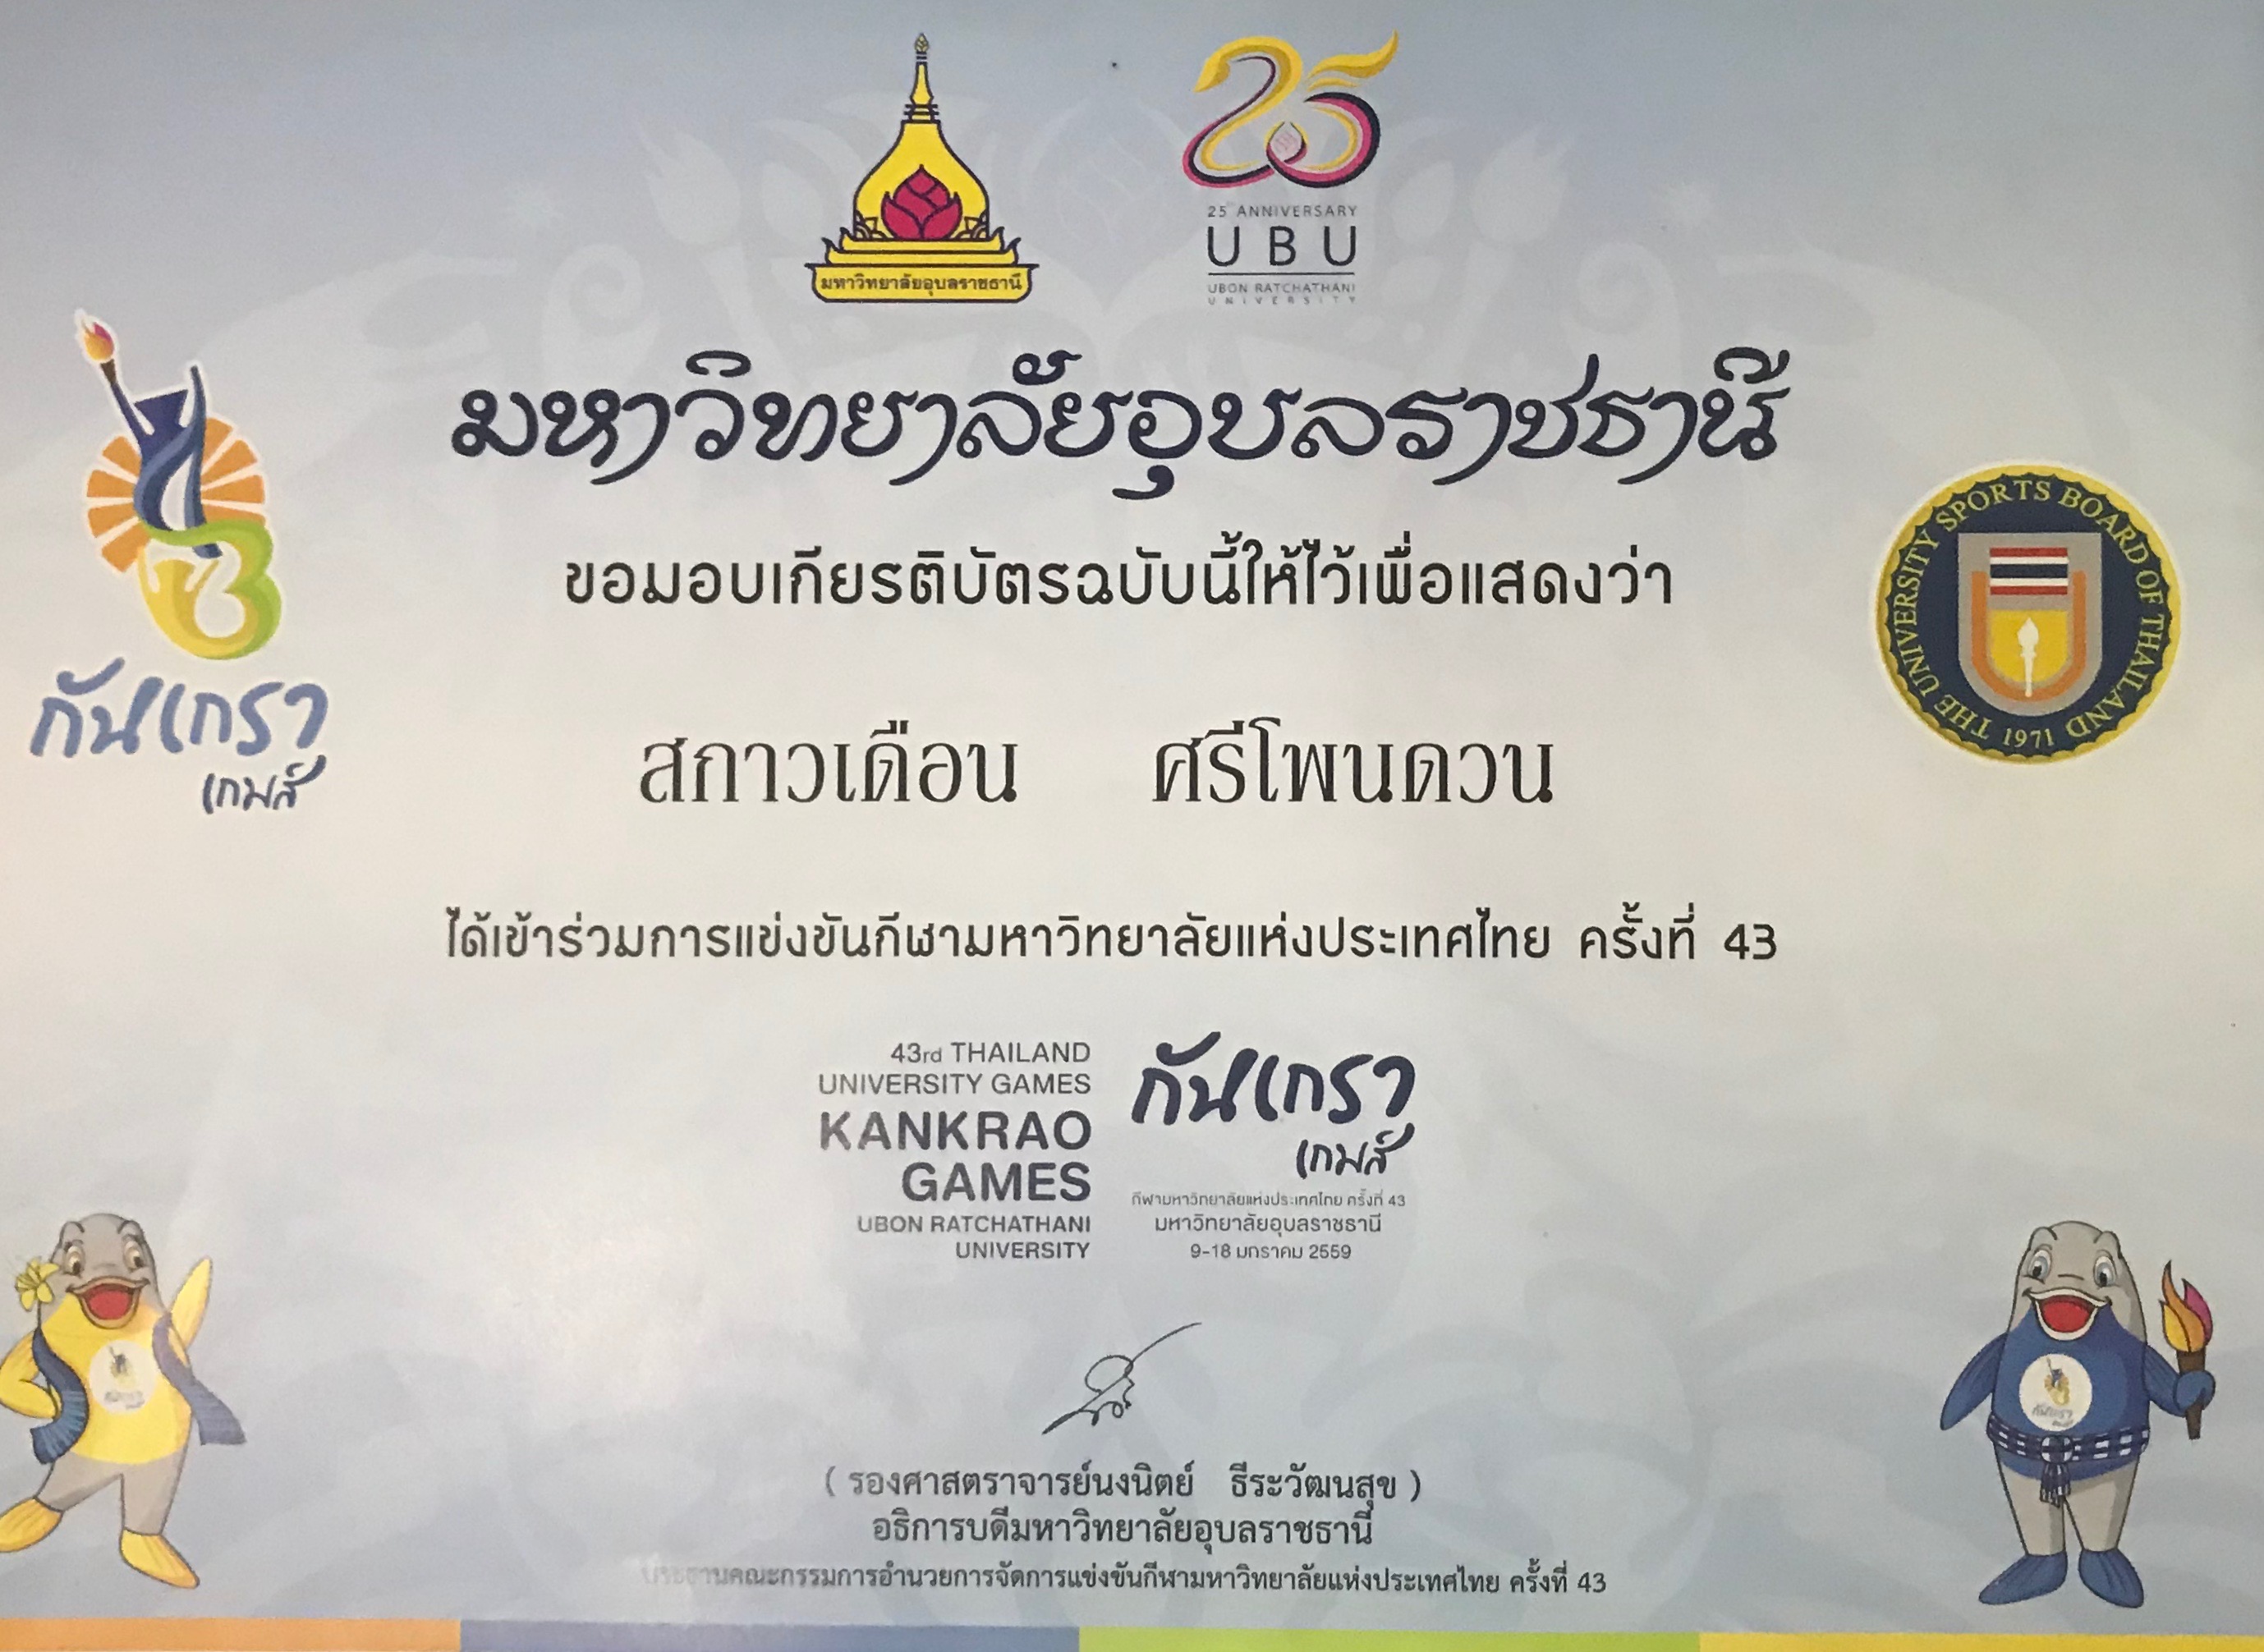 มหาวิทยาลัยอุบลราชธานี
25 ANNIVERSARY
UBU
UBON RATCHATHANI
UNIVERSITY
มหาวิทยาลัยอุบลราชธานี
ขอมอบเกียรติบัตรฉบับนี้ให้ไว้เพื่อแสดงว่า
กันเกรา
เกมส์
THE UNIVERSITY SPORTS BOARD OF THAILAND
1971
สกาวเดือน ศรีโพนดวน
ได้เข้าร่วมการแข่งขันกีฬามหาวิทยาลัยแห่งประเทศไทย ครั้งที่ 43
43rd THAILAND
UNIVERSITY GAMES
KANKRAO
GAMES
UBON RATCHATHANI
UNIVERSITY
กันเกรา
เกมส์
กีฬามหาวิทยาลัยแห่งประเทศไทย ครั้งที่ 43
มหาวิทยาลัยอุบลราชธานี
9-18 มกราคม 2559
( รองศาสตราจารย์นงนิตย์ ธีระวัฒนสุข )
อธิการบดีมหาวิทยาลัยอุบลราชธานี
ประธานคณะกรรมการอำนวยการจัดการแข่งขันกีฬามหาวิทยาลัยแห่งประเทศไทย ครั้งที่ 43